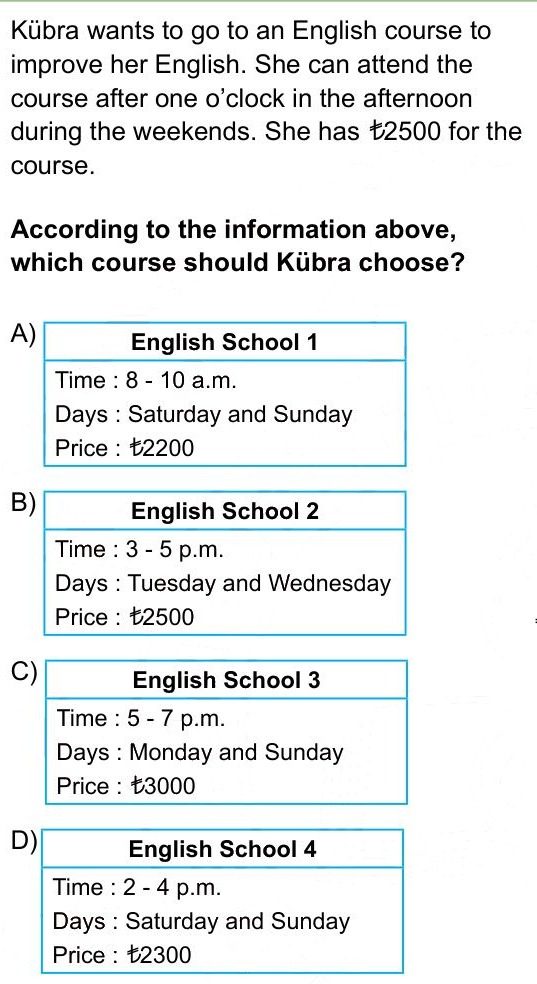 Kübra wants to go to an English course to
improve her English. She can attend the
course after one o'clock in the afternoon
during the weekends. She has ₺2500 for the
course.
According to the information above,
which course should Kübra choose?
A)
English School 1
Time : 8 - 10 a.m.
Days : Saturday and Sunday
Price : ₺2200
B)
English School 2
Time : 3 - 5 p.m.
Days : Tuesday and Wednesday
Price : ₺2500
C)
English School 3
Time : 5 - 7 p.m.
Days : Monday and Sunday
Price : ₺3000
D)
English School 4
Time : 2 - 4 p.m.
Days : Saturday and Sunday
Price : ₺2300